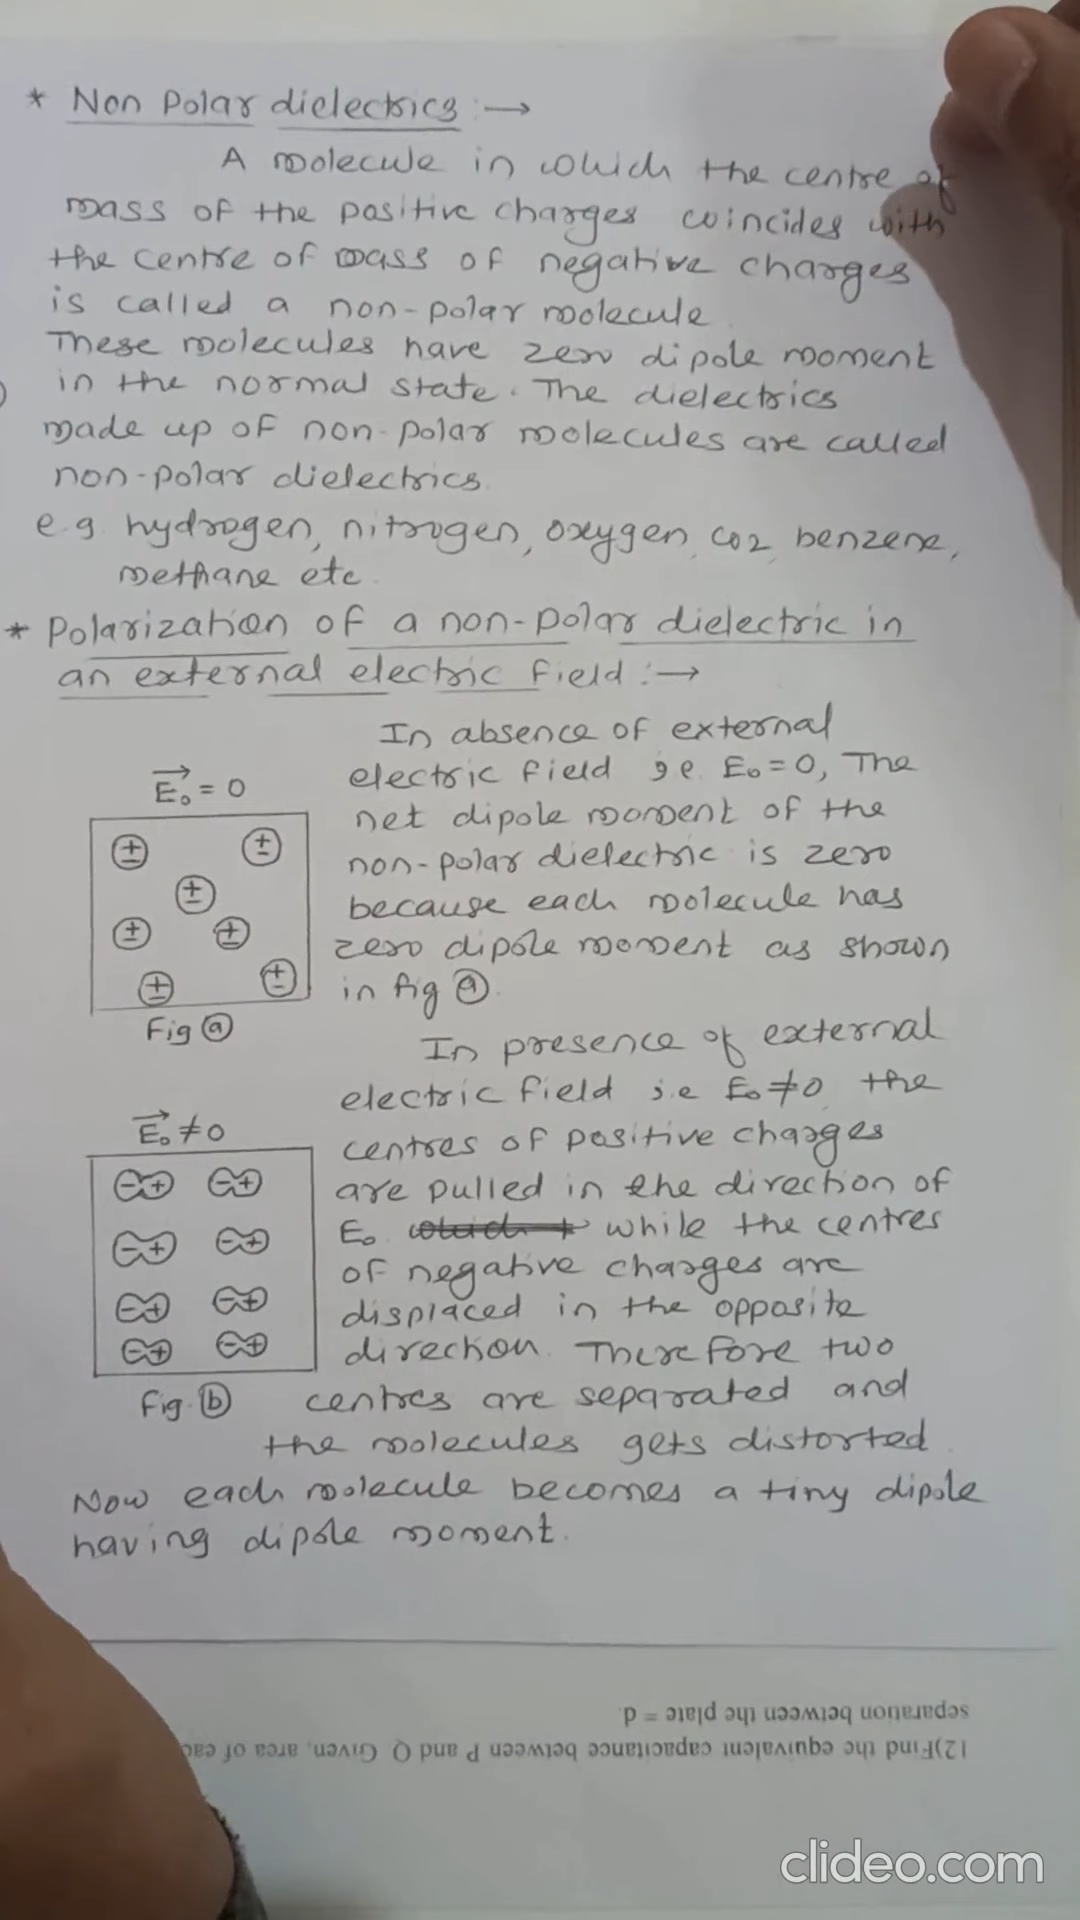 * Non Polar dielectrics :→
A molecule in which the centre of
mass of the positive charges coincides with
the centre of mass of negative charges
is called a non-polar molecule.
These molecules have zero dipole moment
in the normal state. The dielectrics
made up of non-polar molecules are called
non-polar dielectrics.
e.g. hydrogen, nitrogen, oxygen, CO2, benzene,
methane etc.
* Polarization of a non-polar dielectric in
an external electric field :→
In absence of external
electric field i.e. E₀=0, The
net dipole moment of the
non-polar dielectric is zero
because each molecule has
zero dipole moment as shown
in fig ⓐ.
E₀ = 0
Fig ⓐ
In presence of external
electric field i.e E₀≠0, the
centres of positive charges
are pulled in the direction of
E₀ while the centres
of negative charges are
displaced in the opposite
direction. Therefore two
centres are separated and
the molecules gets distorted.
E₀ ≠0
Fig. ⓑ
Now each molecule becomes a tiny dipole
having dipole moment.
12)Find the equivalent capacitance between P and Q. Given, area of
separation between the plate = d.
clideo.com